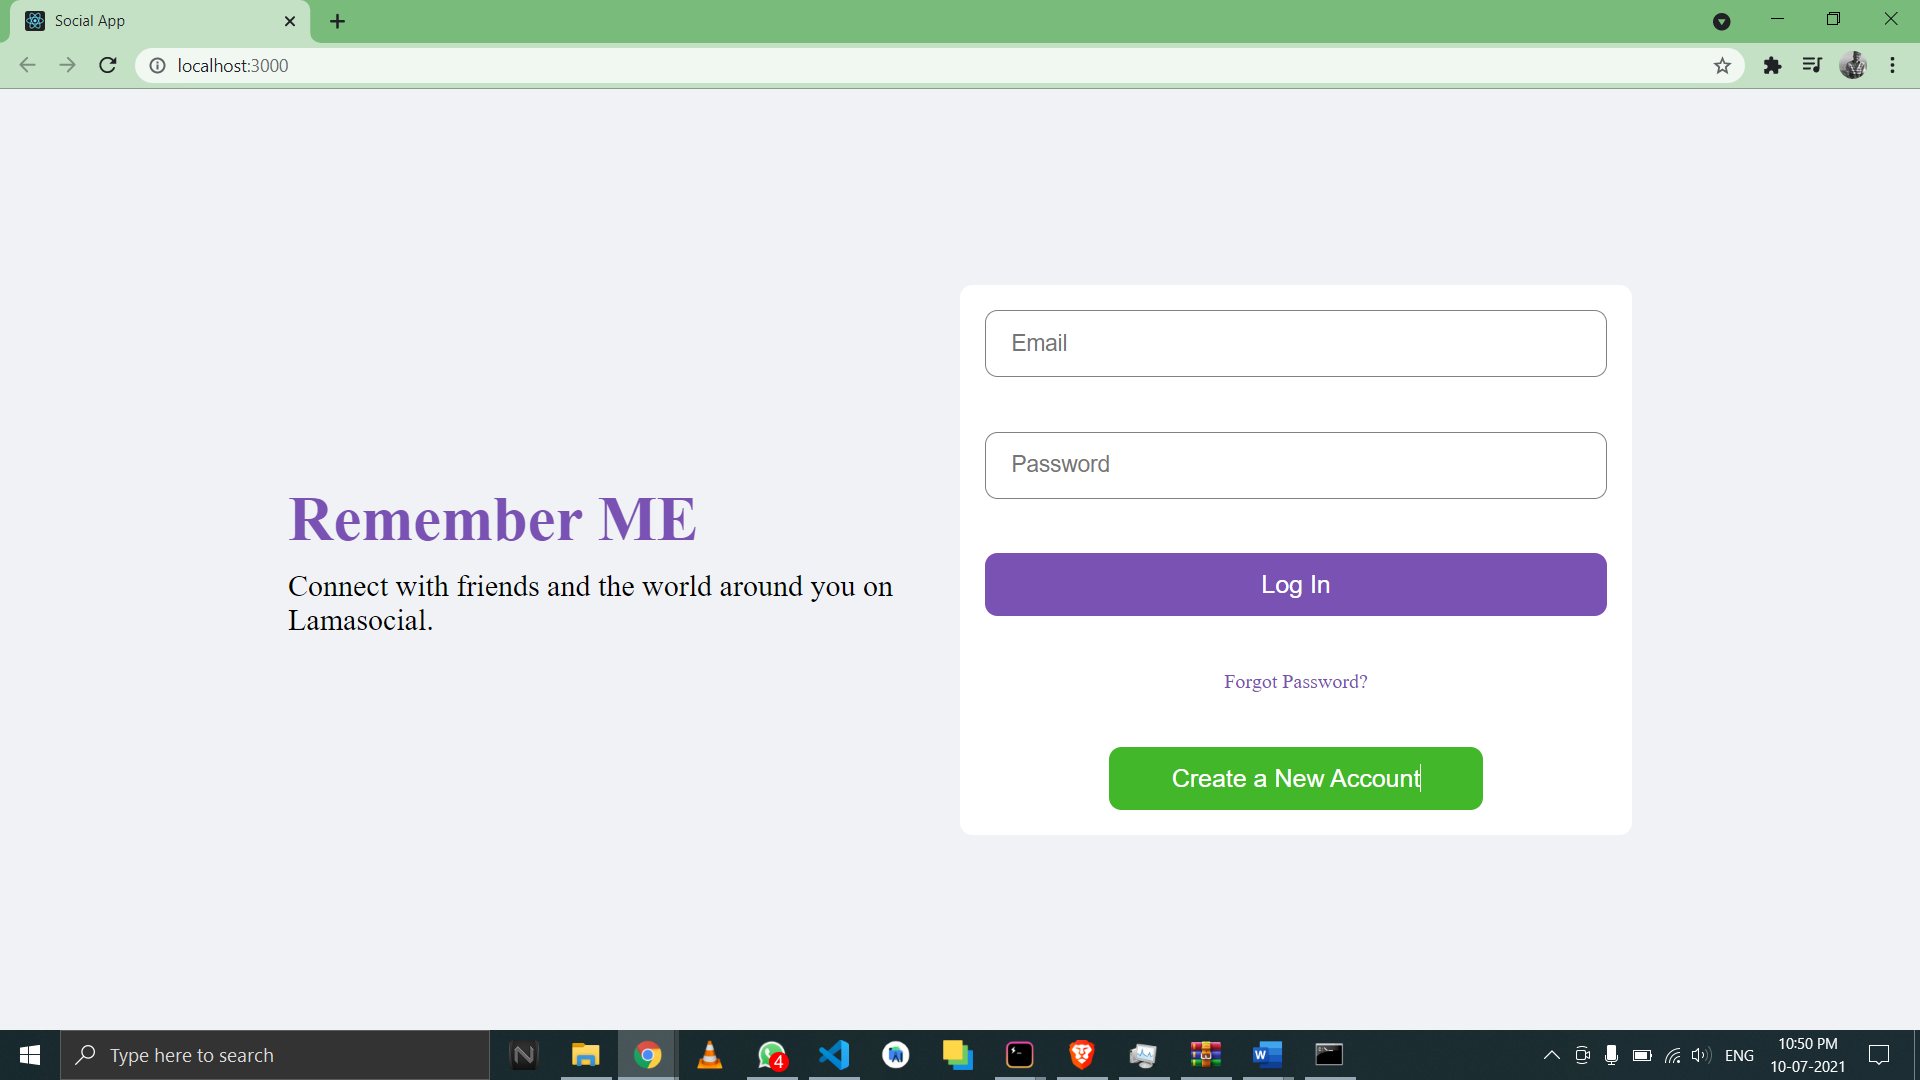 Social App
localhost:3000
Email
Password
Remember ME
Connect with friends and the world around you on
Lamasocial.
Log In
Forgot Password?
Create a New Account
Type here to search
N
4
W
ENG
10:50 PM
10-07-2021